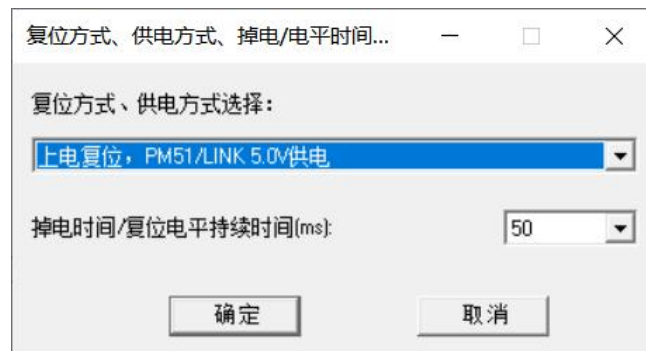 复位方式、供电方式、掉电/电平时间...
复位方式、供电方式选择：
上电复位，PM51/LINK 5.0V供电
掉电时间/复位电平持续时间(ms): 50
确定 取消